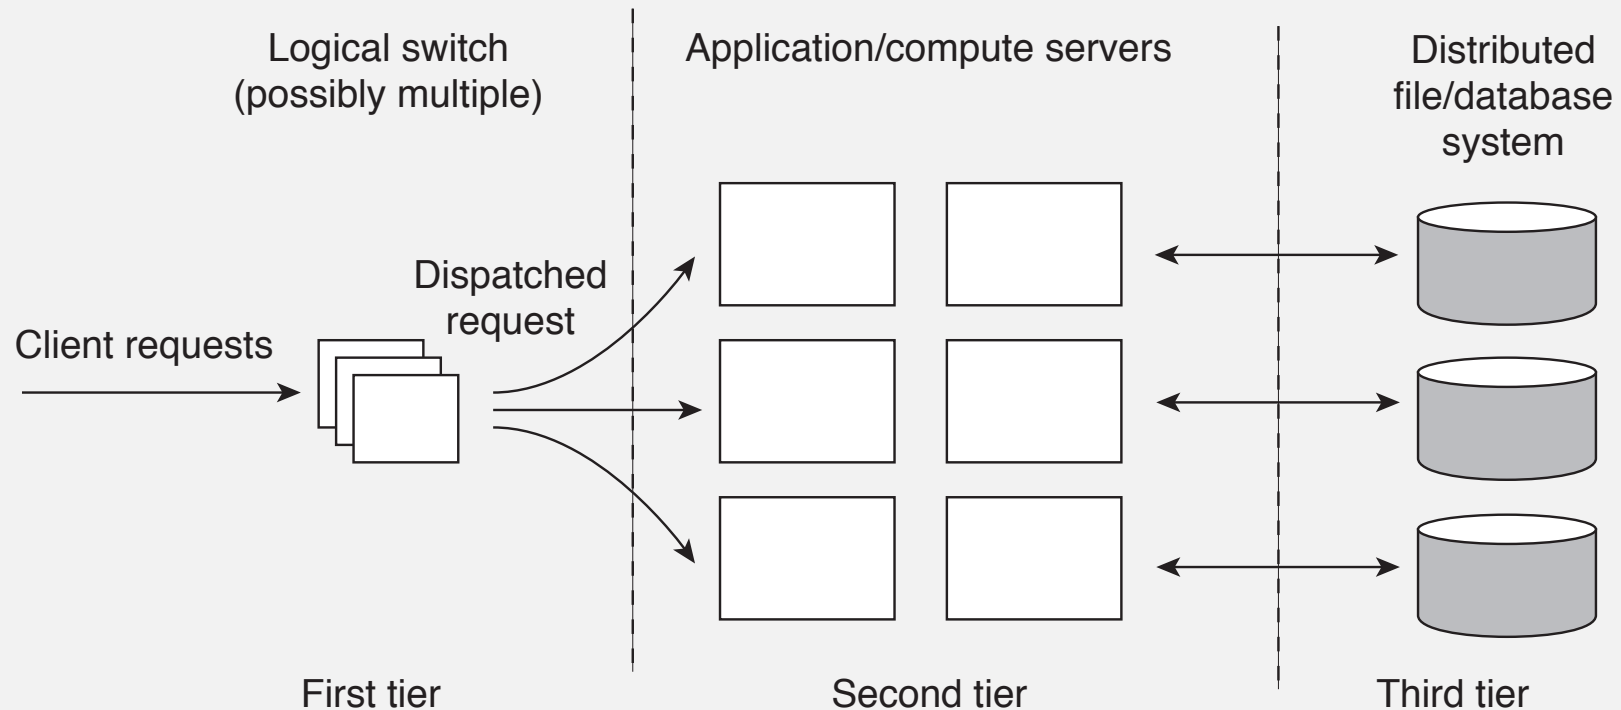 Logical switch
(possibly multiple)
Application/compute servers
Distributed
file/database
system
Dispatched
request
Client requests
First tier
Second tier
Third tier